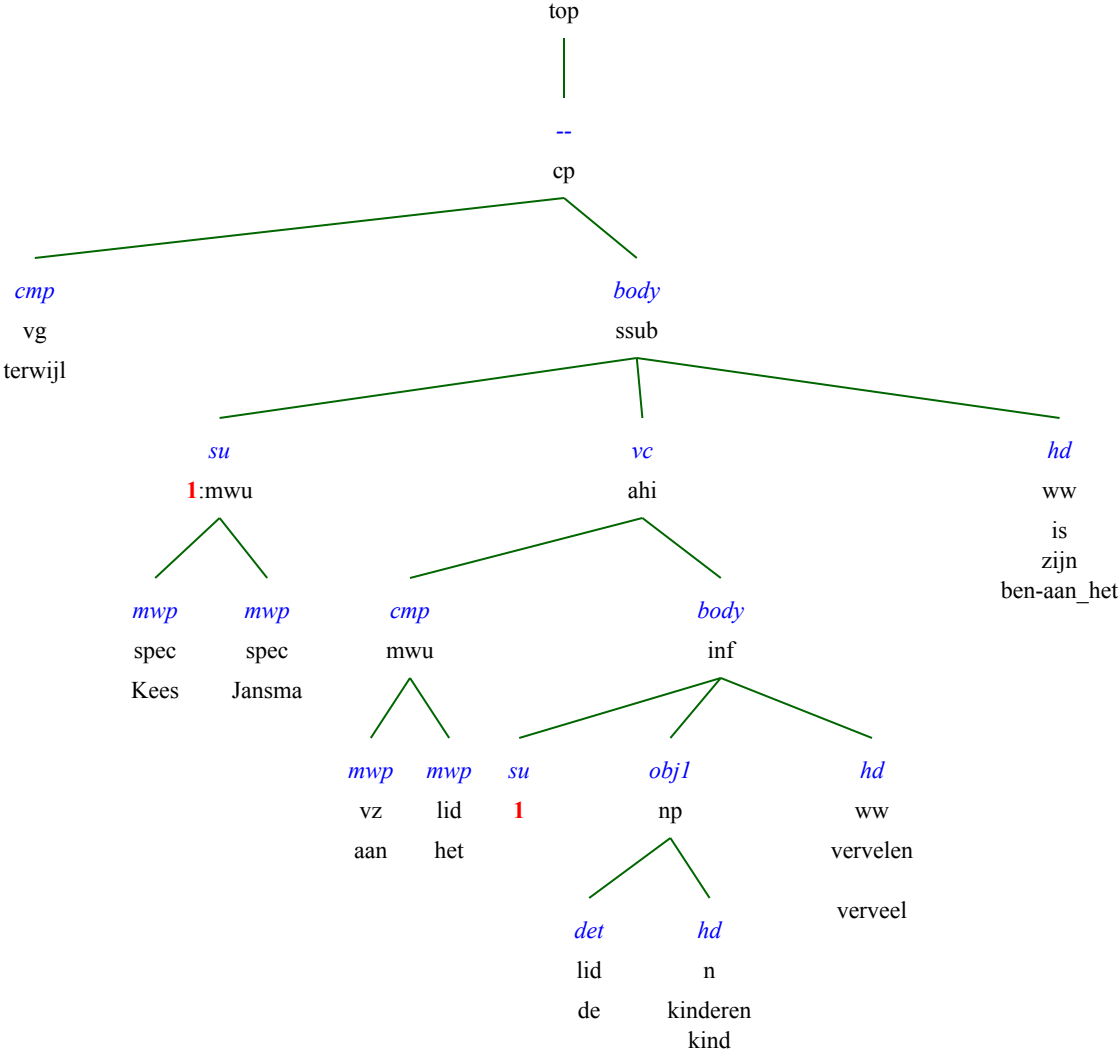 top
--
cp
cmp body
vg ssub
terwijl
su vc hd
1:mwu ahi ww
is
zijn
ben-aan_het
mwp mwp cmp body
spec spec mwu inf
Kees Jansma
mwp mwp su obj1 hd
vz lid 1 np ww
aan het vervelen
verveel
det hd
lid n
de kinderen
kind